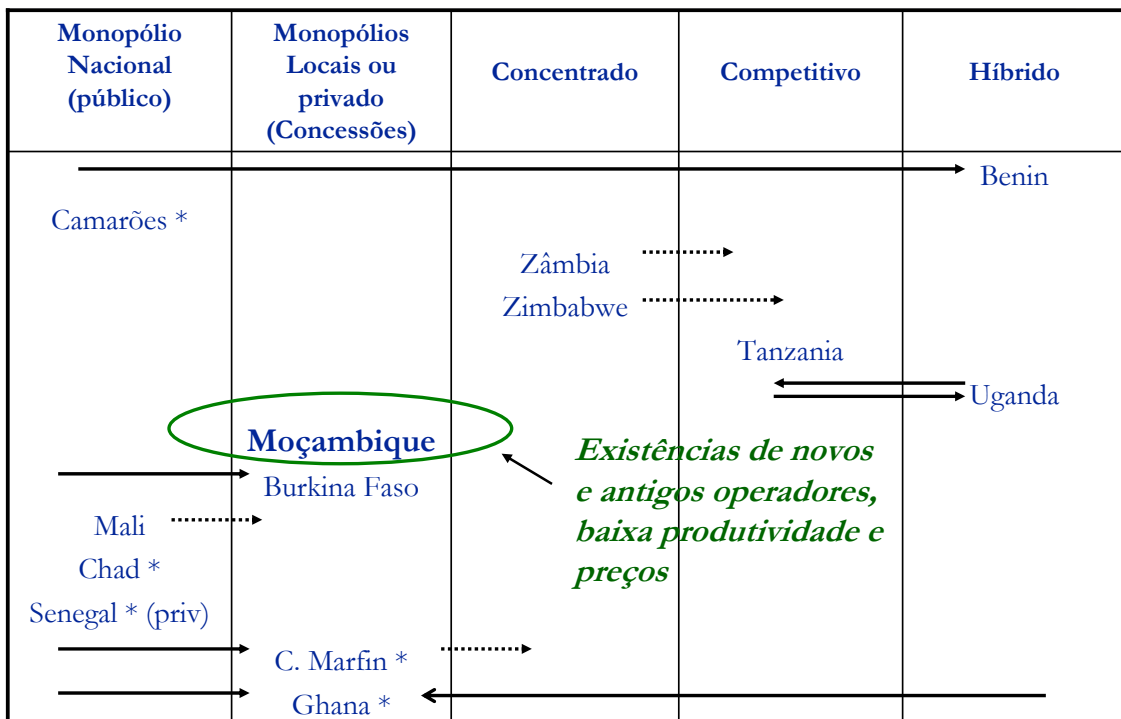 Monopólio
Nacional
(público)
Monopólios
Locais ou
privado
(Concessões)
Concentrado
Competitivo
Híbrido
Benin
Camarões *
Zâmbia
Zimbabwe
Tanzania
Uganda
Moçambique
Existências de novos
e antigos operadores,
baixa produtividade e
preços
Burkina Faso
Mali
Chad *
Senegal * (priv)
C. Marfin *
Ghana *